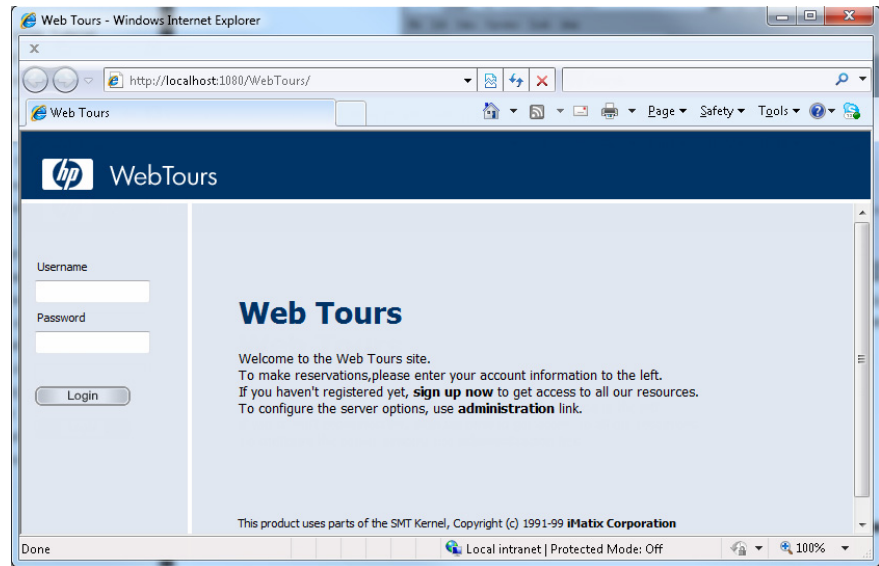 Web Tours - Windows Internet Explorer
x
http://localhost:1080/WebTours/
Web Tours
Page Safety Tools
hp WebTours
Username
Password
Login
Web Tours
Welcome to the Web Tours site.
To make reservations,please enter your account information to the left.
If you haven't registered yet, sign up now to get access to all our resources.
To configure the server options, use administration link.
This product uses parts of the SMT Kernel, Copyright (c) 1991-99 iMatix Corporation
Done Local intranet | Protected Mode: Off 100%